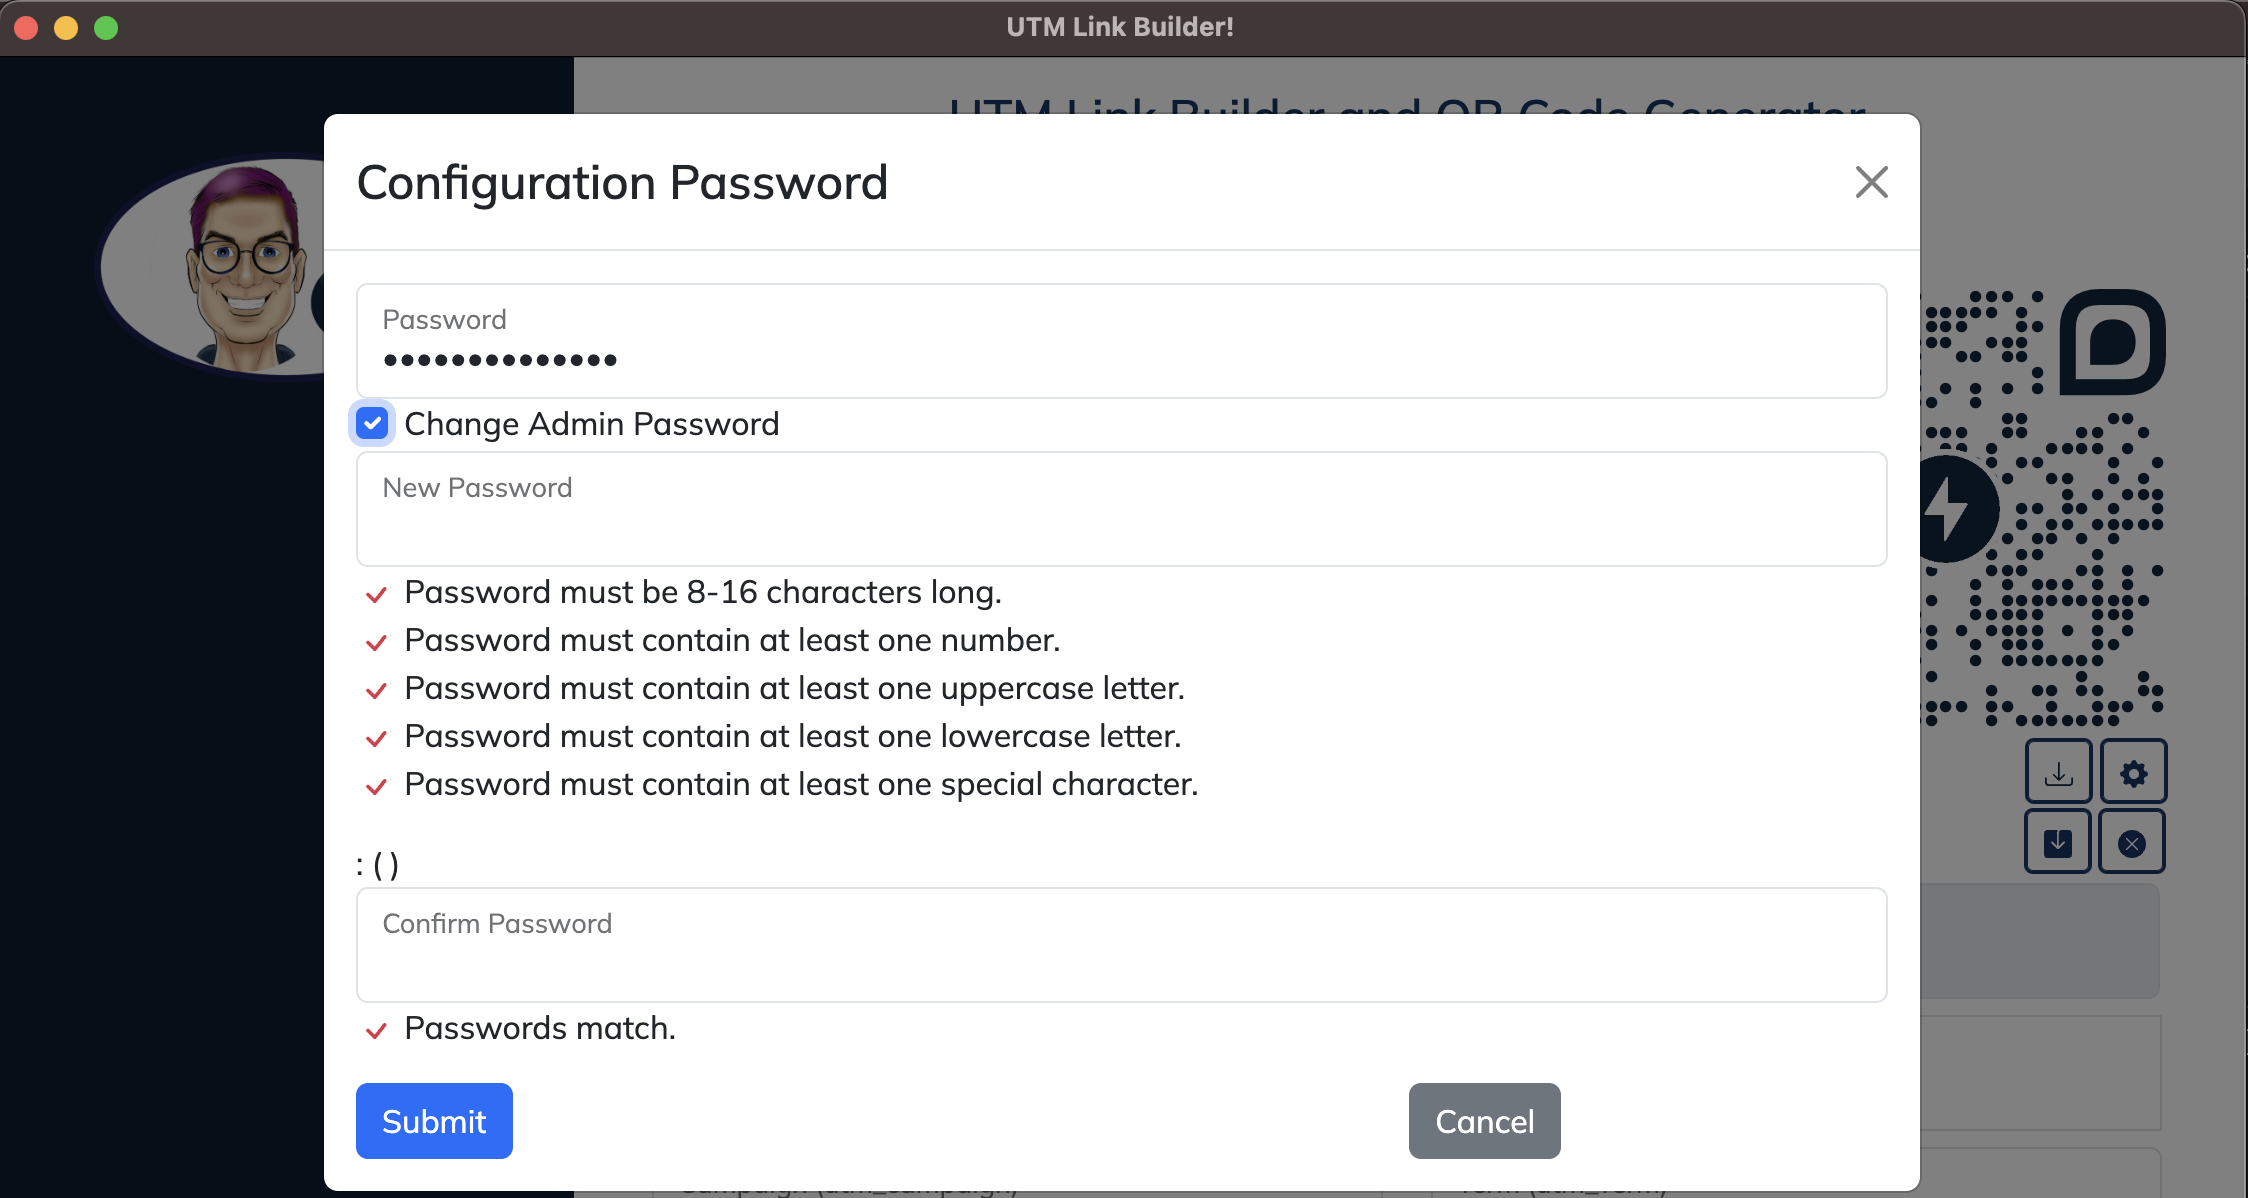 UTM Link Builder!
UTM Link Builder and QR Code Generator
Configuration Password
Password
Change Admin Password
New Password
Password must be 8-16 characters long.
Password must contain at least one number.
Password must contain at least one uppercase letter.
Password must contain at least one lowercase letter.
Password must contain at least one special character.
: ( )
Confirm Password
Passwords match.
Submit
Cancel
Campaign (utm_campaign)
Term (utm_term)